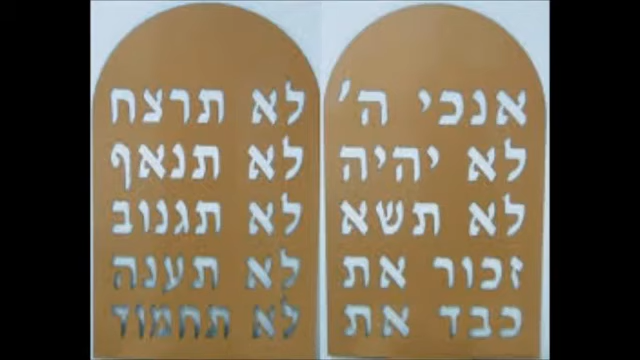 אנכי ה'
לא יהיה
לא תשא
זכור את
כבד את
לא תרצח
לא תנאף
לא תגנוב
לא תענה
לא תחמוד